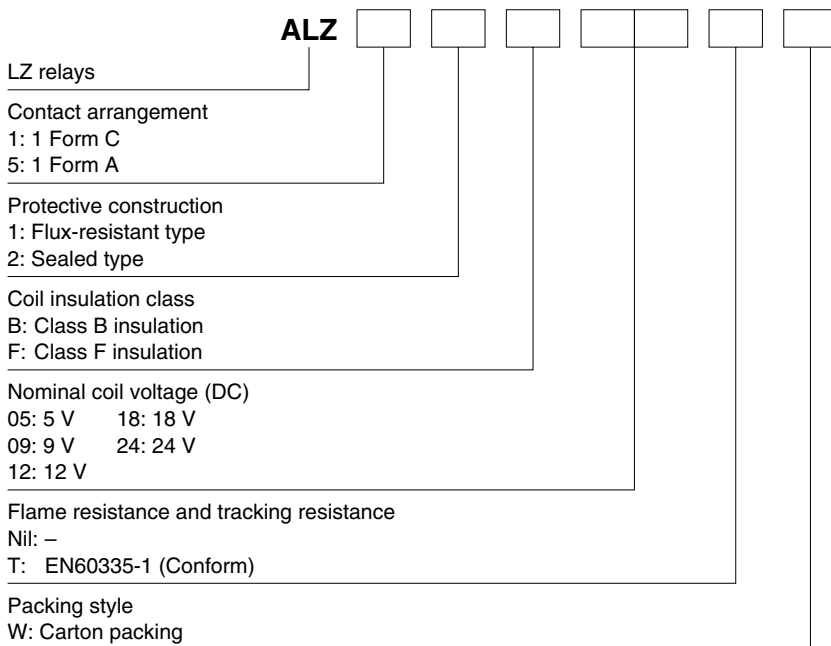 ALZ
LZ relays
Contact arrangement
1: 1 Form C
5: 1 Form A
Protective construction
1: Flux-resistant type
2: Sealed type
Coil insulation class
B: Class B insulation
F: Class F insulation
Nominal coil voltage (DC)
05: 5 V 18: 18 V
09: 9 V 24: 24 V
12: 12 V
Flame resistance and tracking resistance
Nil: –
T: EN60335-1 (Conform)
Packing style
W: Carton packing